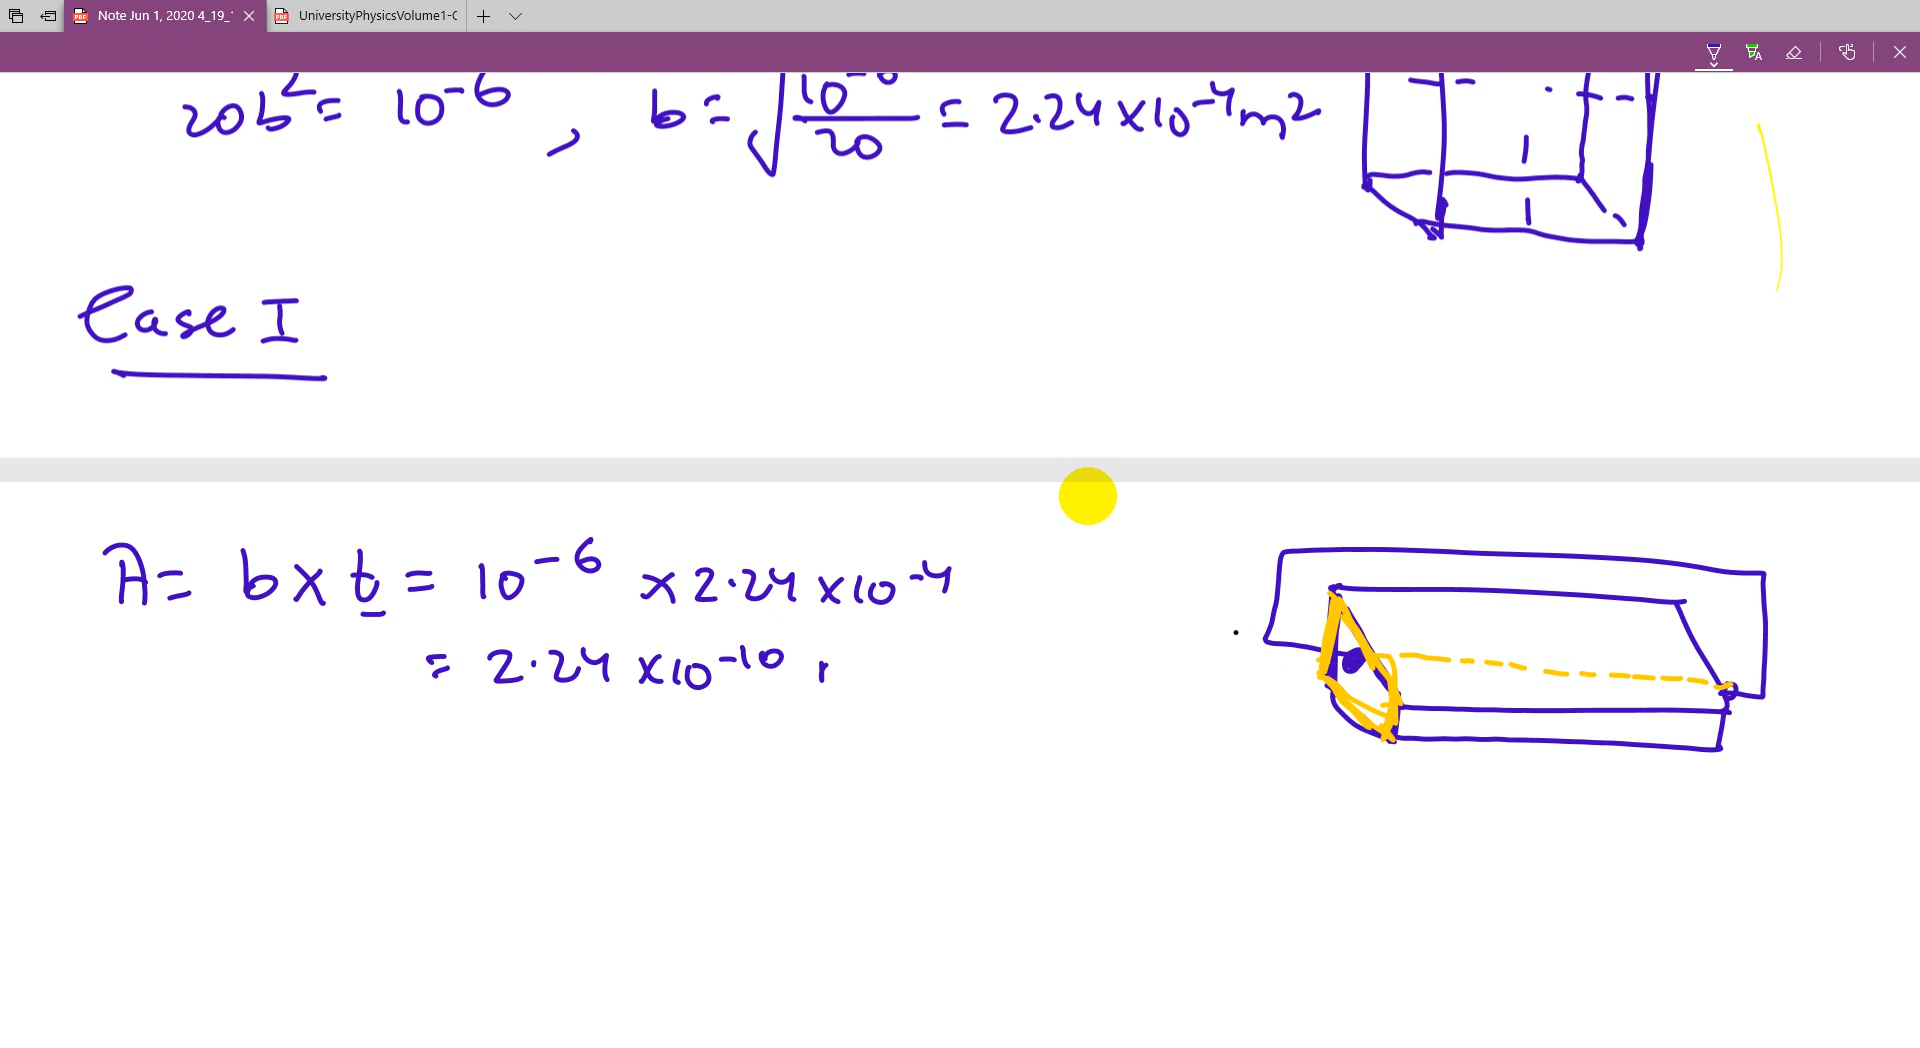 Note Jun 1, 2020 4_19_
UniversityPhysicsVolume1-
20b² = 10⁻⁶ , b = √(10⁻⁶/20) = 2.24 × 10⁻⁴ m²
Case I
A = b × t = 10⁻⁶ × 2.24 × 10⁻⁴
= 2.24 × 10⁻¹⁰